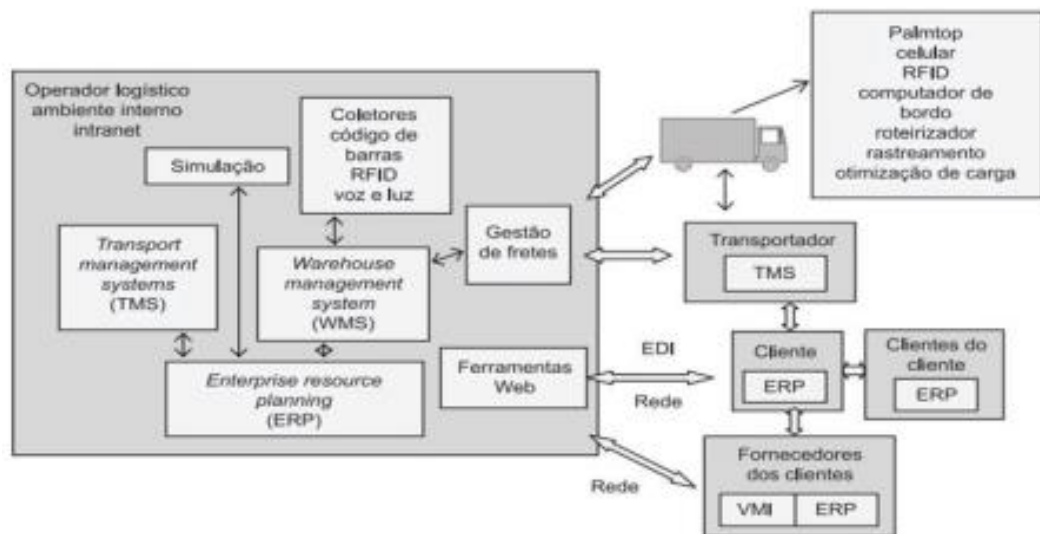 Operador logístico
ambiente interno
intranet
Simulação
Coletores
código de
barras
RFID
voz e luz
Transport
management
systems
(TMS)
Warehouse
management
system
(WMS)
Gestão
de fretes
Enterprise resource
planning
(ERP)
Ferramentas
Web
Palmtop
celular
RFID
computador de
bordo
roteirizador
rastreamento
otimização de carga
Transportador
TMS
EDI
Rede
Cliente
ERP
Clientes do
cliente
ERP
Rede
Fornecedores
dos clientes
VMI
ERP